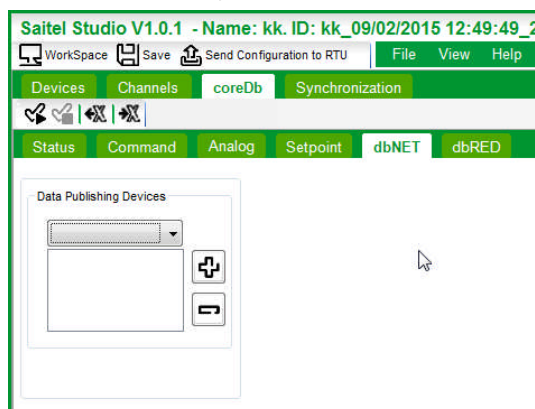 Saitel Studio V1.0.1 - Name: kk. ID: kk_09/02/2015 12:49:49_2
WorkSpace Save Send Configuration to RTU File View Help
Devices Channels coreDb Synchronization
Status Command Analog Setpoint dbNET dbRED
Data Publishing Devices